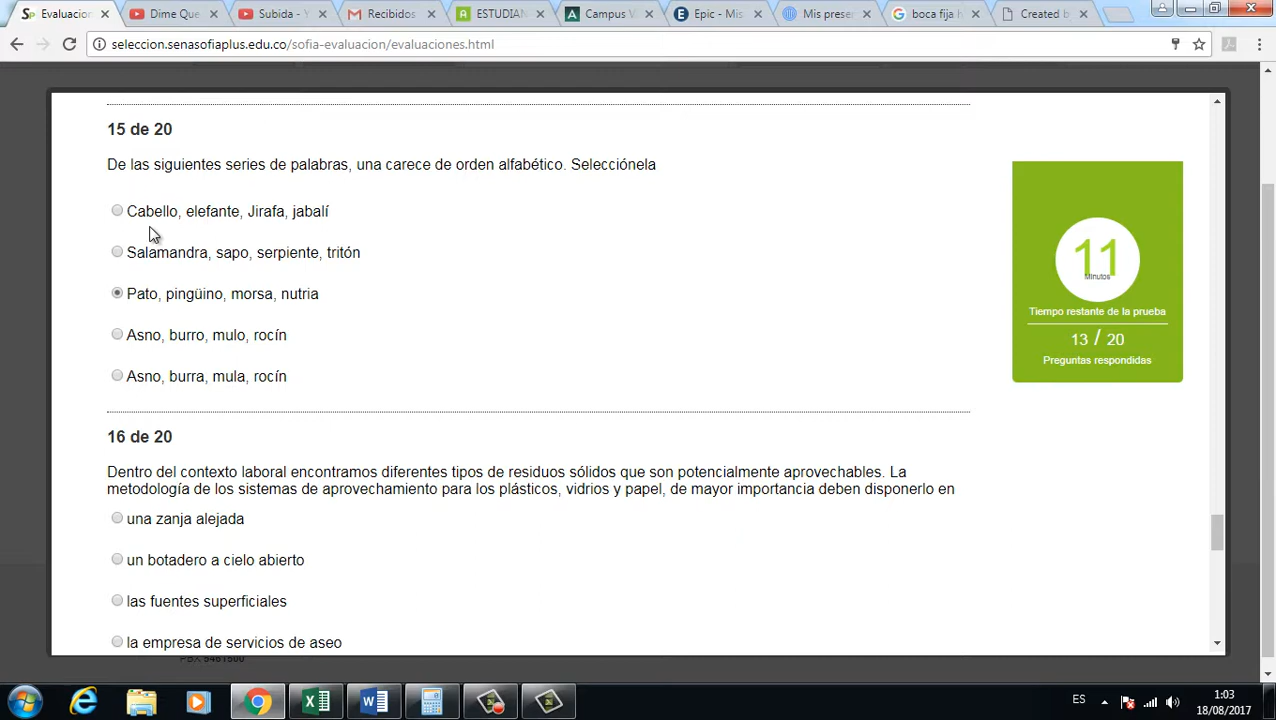 Evaluacion
Dime Que
Subida - Y
Recibidos
ESTUDIAN
Campus V
Epic - Mis
Mis prese
boca fija h
Created b
seleccion.senasofiaplus.edu.co/sofia-evaluacion/evaluaciones.html
15 de 20
De las siguientes series de palabras, una carece de orden alfabético. Selecciónela
Cabello, elefante, Jirafa, jabalí
Salamandra, sapo, serpiente, tritón
Pato, pingüino, morsa, nutria
Asno, burro, mulo, rocín
Asno, burra, mula, rocín
11
Minutos
Tiempo restante de la prueba
13 / 20
Preguntas respondidas
16 de 20
Dentro del contexto laboral encontramos diferentes tipos de residuos sólidos que son potencialmente aprovechables. La
metodología de los sistemas de aprovechamiento para los plásticos, vidrios y papel, de mayor importancia deben disponerlo en
una zanja alejada
un botadero a cielo abierto
las fuentes superficiales
la empresa de servicios de aseo
PBX 5461500
ES
1:03
18/08/2017